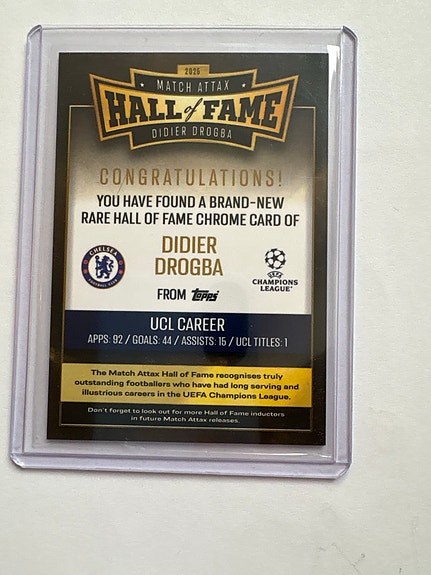 2025
MATCH ATTAX
HALL of FAME
DIDIER DROGBA
CONGRATULATIONS!
YOU HAVE FOUND A BRAND-NEW
RARE HALL OF FAME CHROME CARD OF
DIDIER
DROGBA
CHELSEA
FOOTBALL CLUB
UEFA
CHAMPIONS
LEAGUE
FROM Topps
UCL CAREER
APPS: 92 / GOALS: 44 / ASSISTS: 15 / UCL TITLES: 1
The Match Attax Hall of Fame recognises truly
outstanding footballers who have had long serving and
illustrious careers in the UEFA Champions League.
Don't forget to look out for more Hall of Fame inductors
in future Match Attax releases.